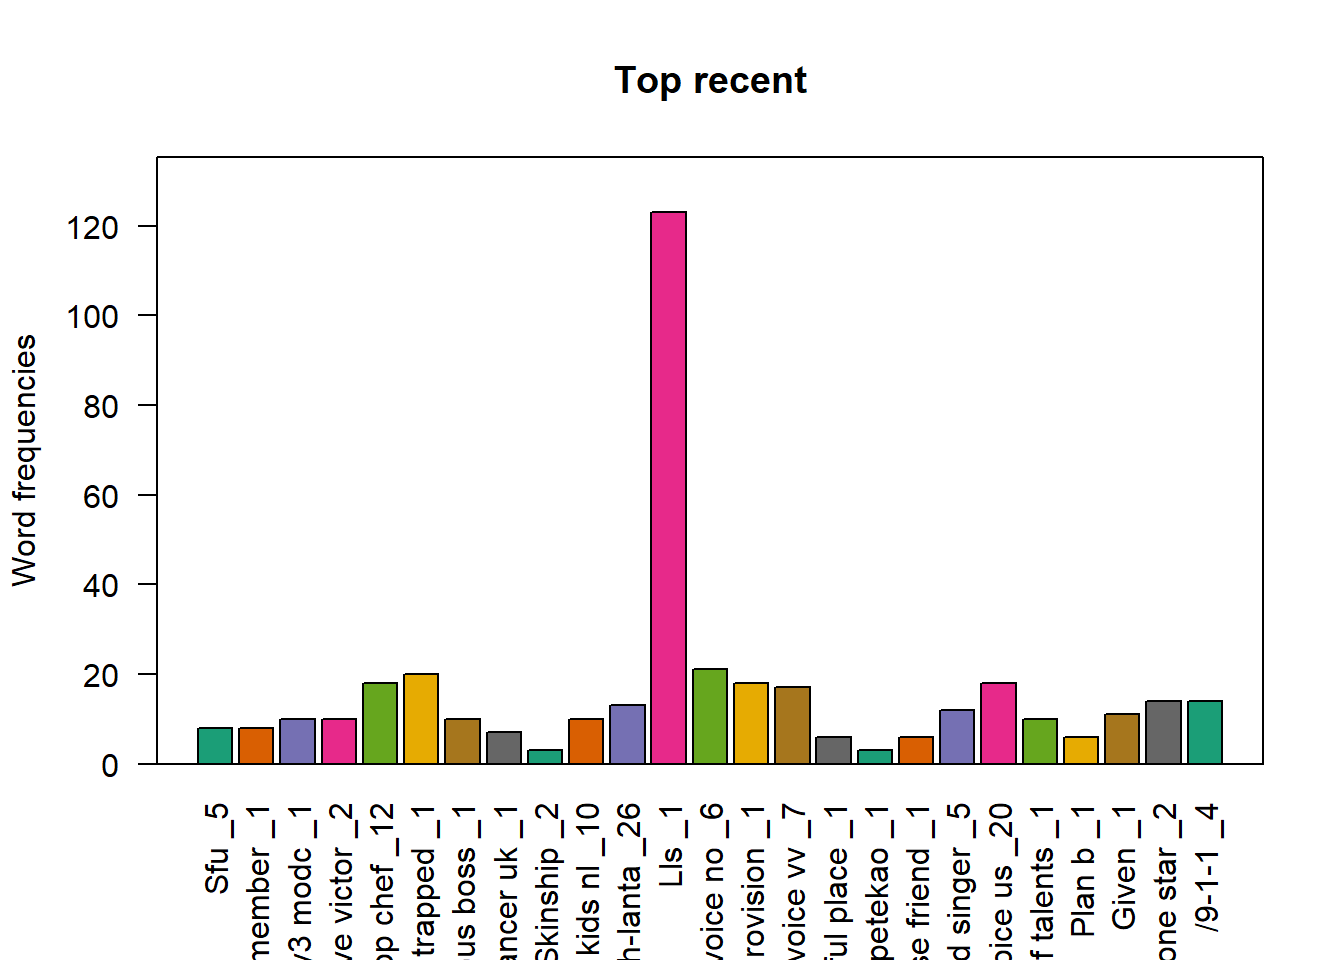 Top recent
Word frequencies
120
100
80
60
40
20
0
Sfu _5
member _1
v3 modc _1
ve victor _2
op chef _12
trapped _1
us boss _1
ancer uk _1
Skinship _2
kids nl _10
h-lanta _26
_1
voice no _6
rovision _1
voice vv _7
ful place _1
petekao _1
se friend _1
d singer _5
oice us _20
f talents _1
Plan b _1
Given _1
one star _2
/9-1-1 _4